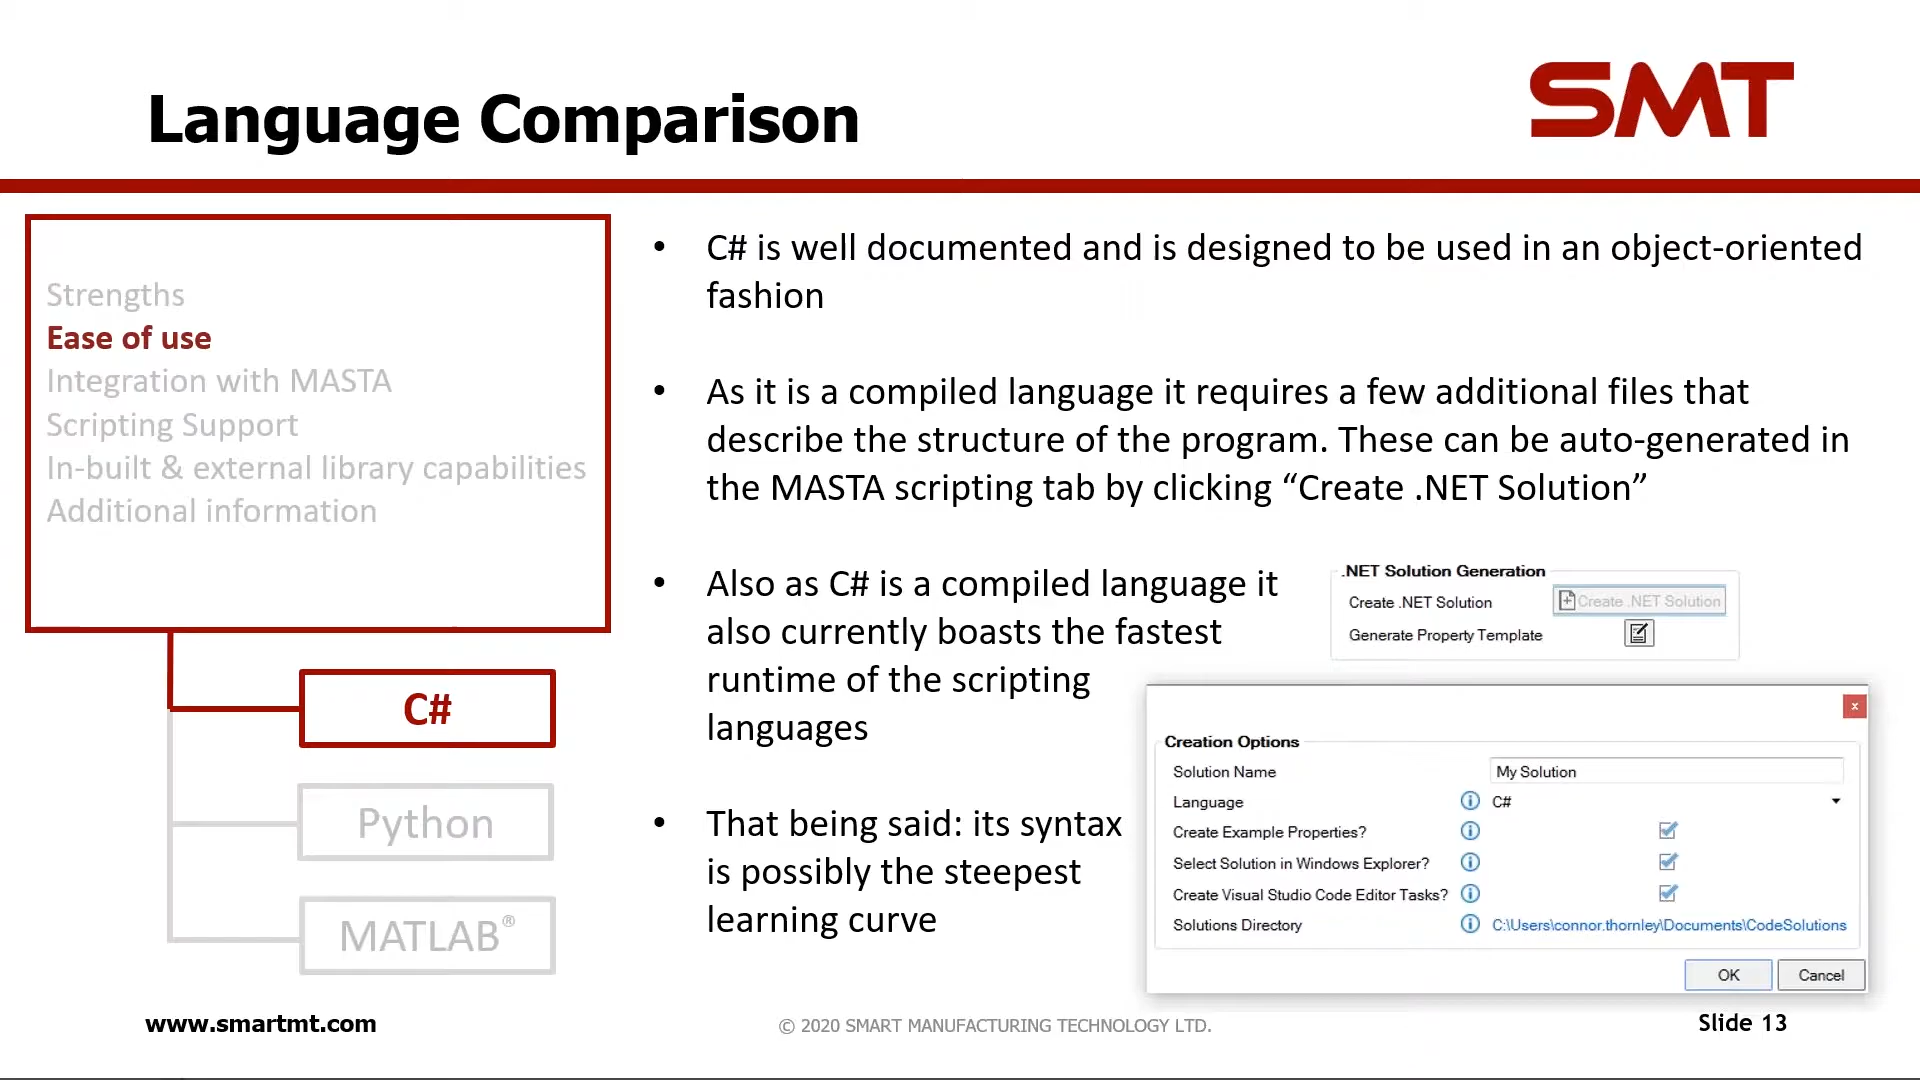 Language Comparison
SMT
Strengths
Ease of use
Integration with MASTA
Scripting Support
In-built & external library capabilities
Additional information
C#
Python
MATLAB®
• C# is well documented and is designed to be used in an object-oriented
fashion
• As it is a compiled language it requires a few additional files that
describe the structure of the program. These can be auto-generated in
the MASTA scripting tab by clicking “Create .NET Solution”
• Also as C# is a compiled language it
also currently boasts the fastest
runtime of the scripting
languages
• That being said: its syntax
is possibly the steepest
learning curve
.NET Solution Generation
Create .NET Solution Create .NET Solution
Generate Property Template
x
Creation Options
Solution Name My Solution
Language C#
Create Example Properties?
Select Solution in Windows Explorer?
Create Visual Studio Code Editor Tasks?
Solutions Directory C:\Users\connor.thornley\Documents\CodeSolutions
OK Cancel
www.smartmt.com
© 2020 SMART MANUFACTURING TECHNOLOGY LTD.
Slide 13